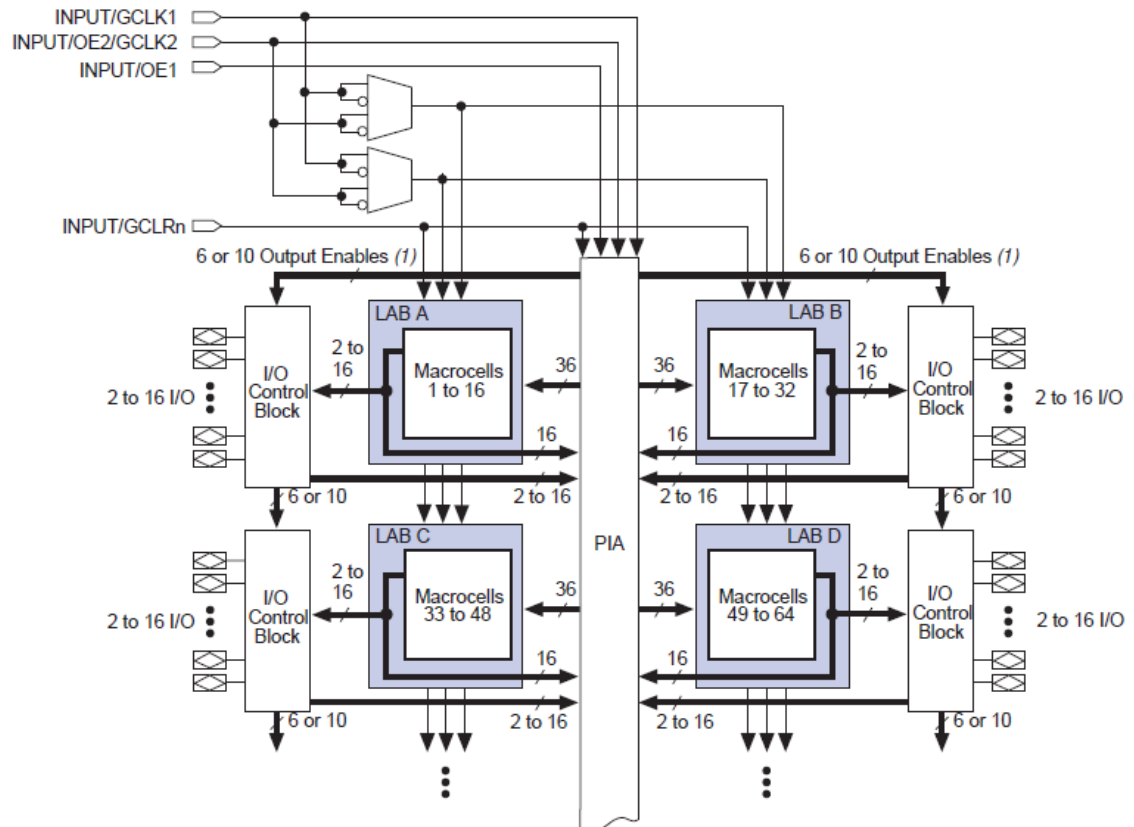 INPUT/GCLK1
INPUT/OE2/GCLK2
INPUT/OE1
INPUT/GCLRn
6 or 10 Output Enables (1)
6 or 10 Output Enables (1)
LAB A
LAB B
2 to
16
Macrocells
1 to 16
36
36
Macrocells
17 to 32
2 to
16
I/O
Control
Block
I/O
Control
Block
2 to 16 I/O
2 to 16 I/O
16
16
6 or 10
2 to 16
2 to 16
6 or 10
LAB C
PIA
LAB D
2 to
16
Macrocells
33 to 48
36
36
Macrocells
49 to 64
2 to
16
I/O
Control
Block
I/O
Control
Block
2 to 16 I/O
2 to 16 I/O
16
16
6 or 10
2 to 16
2 to 16
6 or 10